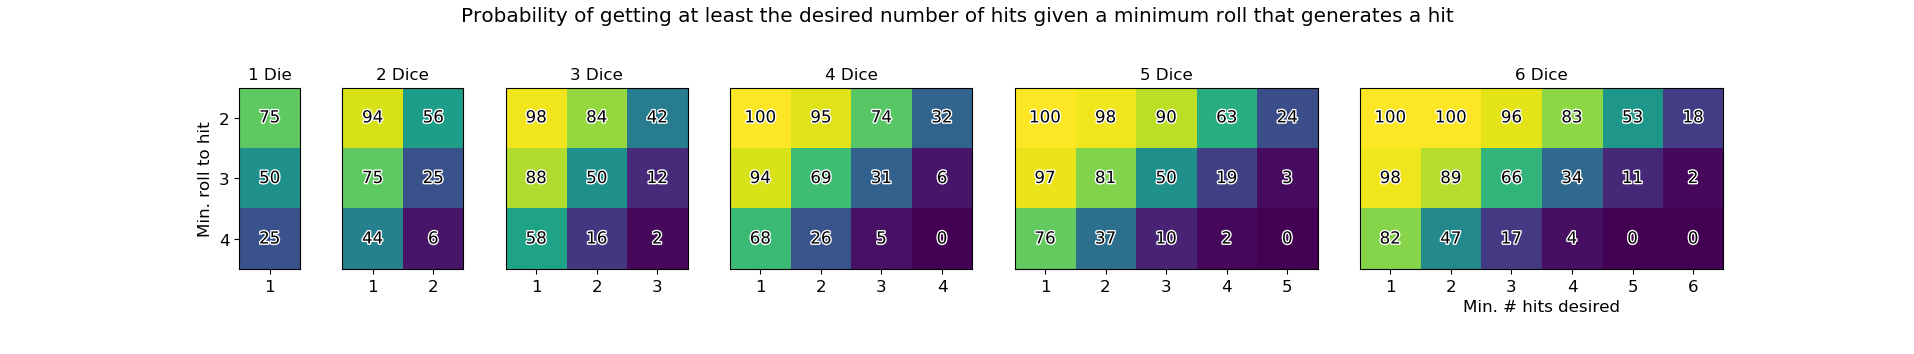 Probability of getting at least the desired number of hits given a minimum roll that generates a hit
1 Die
2 Dice
3 Dice
4 Dice
5 Dice
6 Dice
Min. roll to hit
2 75 94 56 98 84 42 100 95 74 32 100 98 90 63 24 100 100 96 83 53 18
3 50 75 25 88 50 12 94 69 31 6 97 81 50 19 3 98 89 66 34 11 2
4 25 44 6 58 16 2 68 26 5 0 76 37 10 2 0 82 47 17 4 0 0
1 1 2 1 2 3 1 2 3 4 1 2 3 4 5 1 2 3 4 5 6
Min. # hits desired